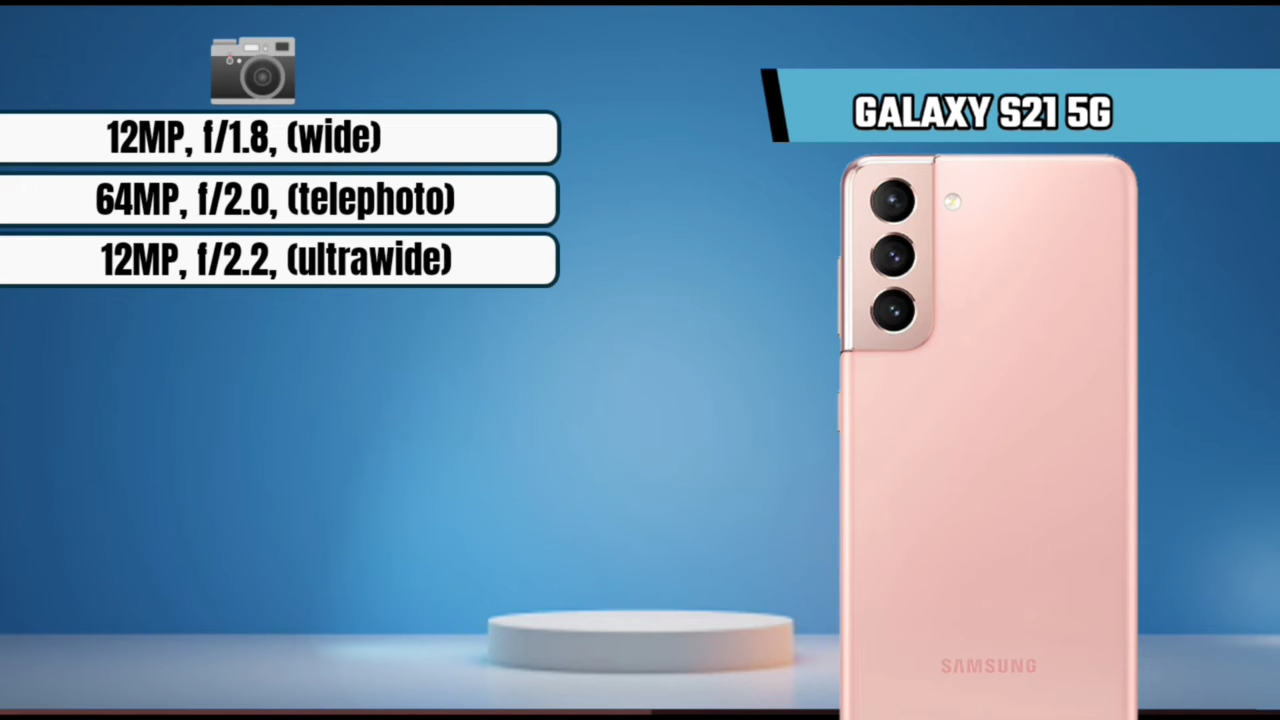 12MP, f/1.8, (wide)
64MP, f/2.0, (telephoto)
12MP, f/2.2, (ultrawide)
GALAXY S21 5G
SAMSUNG